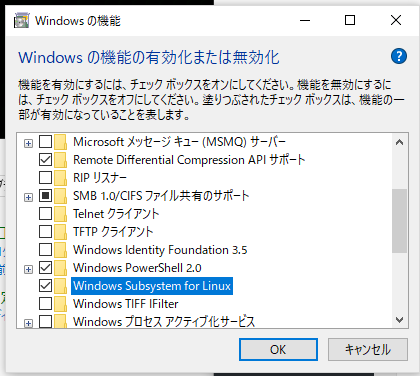 Windows の機能
Windows の機能の有効化または無効化
機能を有効にするには、チェック ボックスをオンにしてください。機能を無効にするに
は、チェック ボックスをオフにしてください。塗りつぶされたチェック ボックスは、機能の一
部が有効になっていることを表します。
Microsoft メッセージ キュー (MSMQ) サーバー
Remote Differential Compression API サポート
RIP リスナー
SMB 1.0/CIFS ファイル共有のサポート
Telnet クライアント
TFTP クライアント
Windows Identity Foundation 3.5
Windows PowerShell 2.0
Windows Subsystem for Linux
Windows TIFF IFilter
Windows プロセス アクティブ化サービス
OK
キャンセル